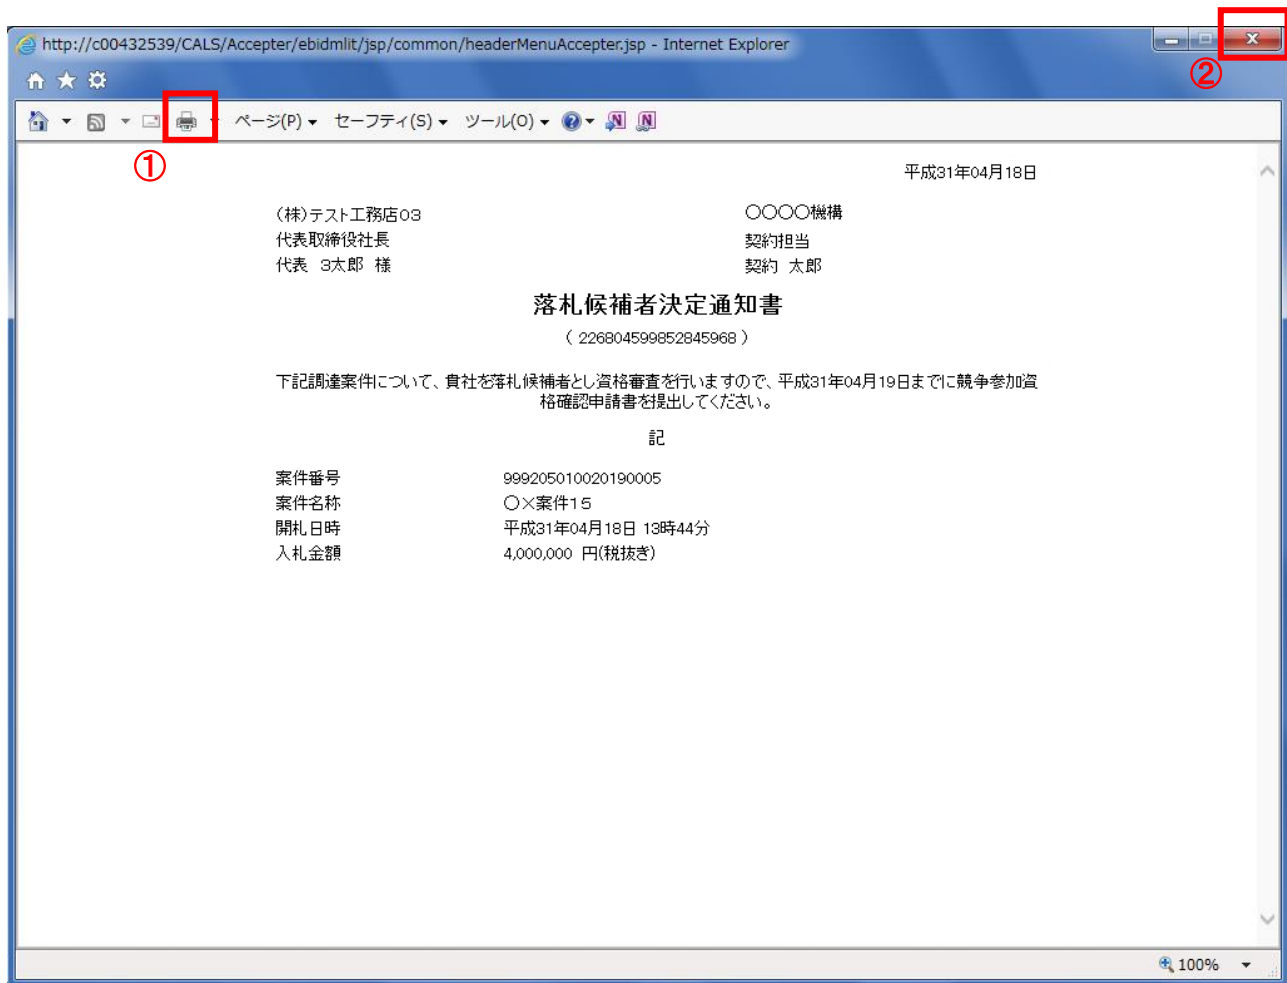 http://c00432539/CALS/Accepter/ebidmlit/jsp/common/headerMenuAccepter.jsp - Internet Explorer
②
ページ(P) セーフティ(S) ツール(O)
①
平成31年04月18日
(株)テスト工務店03 〇〇〇〇機構
代表取締役社長 契約担当
代表 3太郎 様 契約 太郎
落札候補者決定通知書
( 226804599852845968 )
下記調達案件について、貴社を落札候補者とし資格審査を行いますので、平成31年04月19日までに競争参加資
格確認申請書を提出してください。
記
案件番号 999205010020190005
案件名称 〇×案件15
開札日時 平成31年04月18日 13時44分
入札金額 4,000,000 円(税抜き)
100%